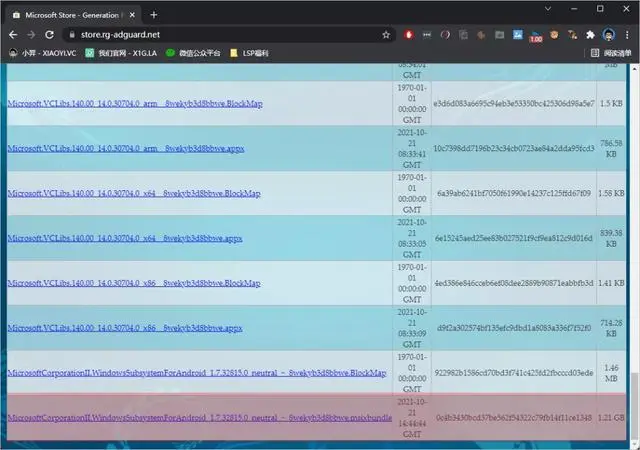 Microsoft Store - Generation
store.rg-adguard.net
1.00
小羿 - XIAOYI.VC
我们官网 - X1G.LA
微信公众平台
LSP福利
阅读清单
08:34:01
GMT
MB
Microsoft.VCLibs.140.00_14.0.30704.0_arm__8wekyb3d8bbwe.BlockMap
1970-01-
01
00:00:00
GMT
e3d6d083a6695c94eb3e53350bc425306d98a5e7
1.5 KB
Microsoft.VCLibs.140.00_14.0.30704.0_arm__8wekyb3d8bbwe.appx
2021-10-
21
08:33:41
GMT
10c7398dd7196b23c34cb0723ae84a2dda95fcd3
786.58
KB
Microsoft.VCLibs.140.00_14.0.30704.0_x64__8wekyb3d8bbwe.BlockMap
1970-01-
01
00:00:00
GMT
6a39ab6241bf7050f61990e14237c125ffd67f09
1.58 KB
Microsoft.VCLibs.140.00_14.0.30704.0_x64__8wekyb3d8bbwe.appx
2021-10-
21
08:33:05
GMT
6e15245aed25ee83b027521f9cf9ea812c9d016d
839.38
KB
Microsoft.VCLibs.140.00_14.0.30704.0_x86__8wekyb3d8bbwe.BlockMap
1970-01-
01
00:00:00
GMT
4ed386e846cceb6ef08dee2889b90871eabbfb3d
1.41 KB
Microsoft.VCLibs.140.00_14.0.30704.0_x86__8wekyb3d8bbwe.appx
2021-10-
21
08:33:09
GMT
d9f2a302574bf135efc9dbd1a8083a336f7f52f0
714.28
KB
MicrosoftCorporationII.WindowsSubsystemForAndroid_1.7.32815.0_neutral_~_8wekyb3d8bbwe.BlockMap
1970-01-
01
00:00:00
GMT
922982b1586cd70bd3f741c425fd2fbcccd03ede
1.46
MB
MicrosoftCorporationII.WindowsSubsystemForAndroid_1.7.32815.0_neutral_~_8wekyb3d8bbwe.msixbundle
2021-10-
21
14:44:44
GMT
0c4b3430bcd37be562f54322c79fb14f11ce1348
1.21 GB